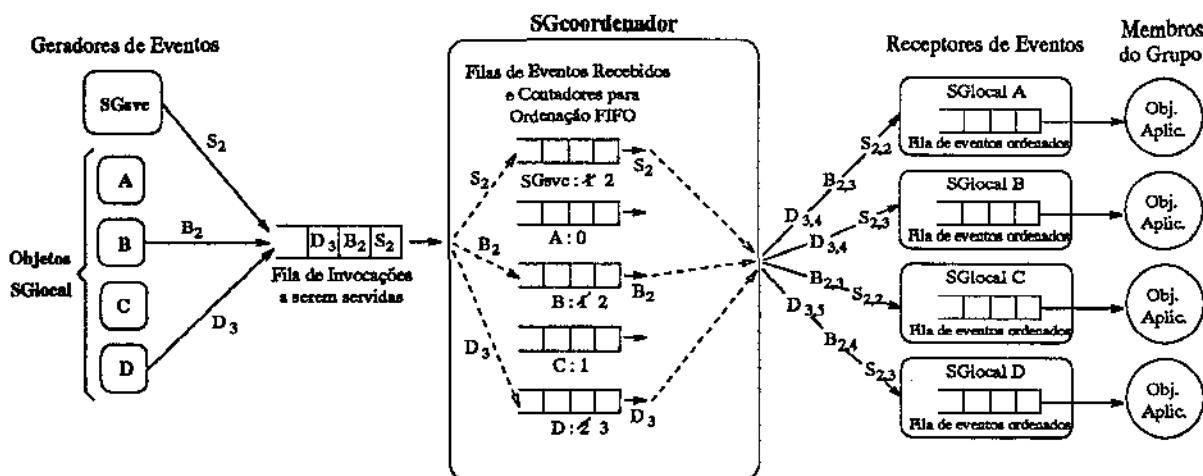 SGcoordenador
Geradores de Eventos
Receptores de Eventos
Membros
do Grupo
SGsvc
S2
Objetos
SGlocal
A
B
B2
C
D
D3
D3 B2 S2
Fila de Invocações
a serem servidas
Filas de Eventos Recebidos
e Contadores para
Ordenação FIFO
S2
SGsvc : 1 2
S2
A : 0
B2
B : 1 2
B2
C : 1
D3
D : 2 3
D3
D3,4 B2,3 S2,2
D3,4 S2,3
B2,3 S2,2
D3,5 B2,4 S2,3
SGlocal A
Fila de eventos ordenados
Obj.
Aplic.
SGlocal B
Fila de eventos ordenados
Obj.
Aplic.
SGlocal C
Fila de eventos ordenados
Obj.
Aplic.
SGlocal D
Fila de eventos ordenados
Obj.
Aplic.